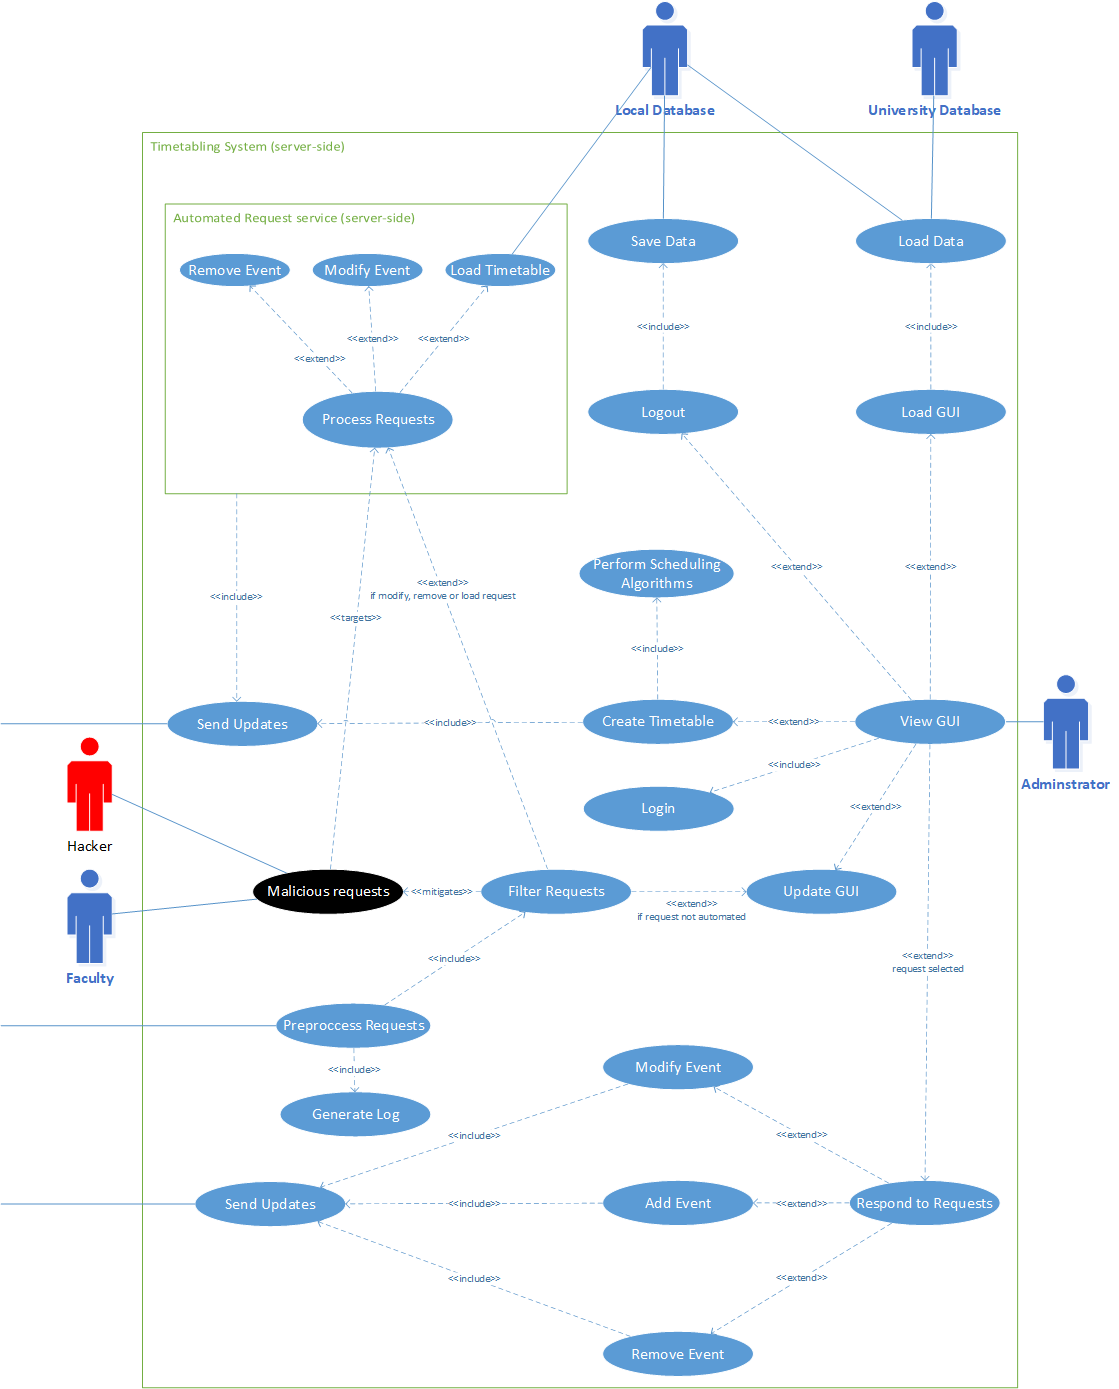 Local Database
University Database
Timetabling System (server-side)
Automated Request service (server-side)
Save Data
Load Data
Remove Event
Modify Event
Load Timetable
<<include>>
<<include>>
<<extend>>
<<extend>>
<<extend>>
Process Requests
Logout
Load GUI
Perform Scheduling
Algorithms
<<extend>>
<<extend>>
<<extend>>
if modify, remove or load request
<<include>>
<<targets>>
<<include>>
Send Updates
<<include>>
Create Timetable
<<extend>>
View GUI
<<include>>
Adminstrator
Login
<<extend>>
Hacker
Malicious requests
<<mitigates>>
Filter Requests
<<extend>>
if request not automated
Update GUI
Faculty
<<include>>
<<extend>>
request selected
Preproccess Requests
<<include>>
Modify Event
Generate Log
<<include>>
<<extend>>
Send Updates
<<include>>
Add Event
<<extend>>
Respond to Requests
<<include>>
<<extend>>
Remove Event